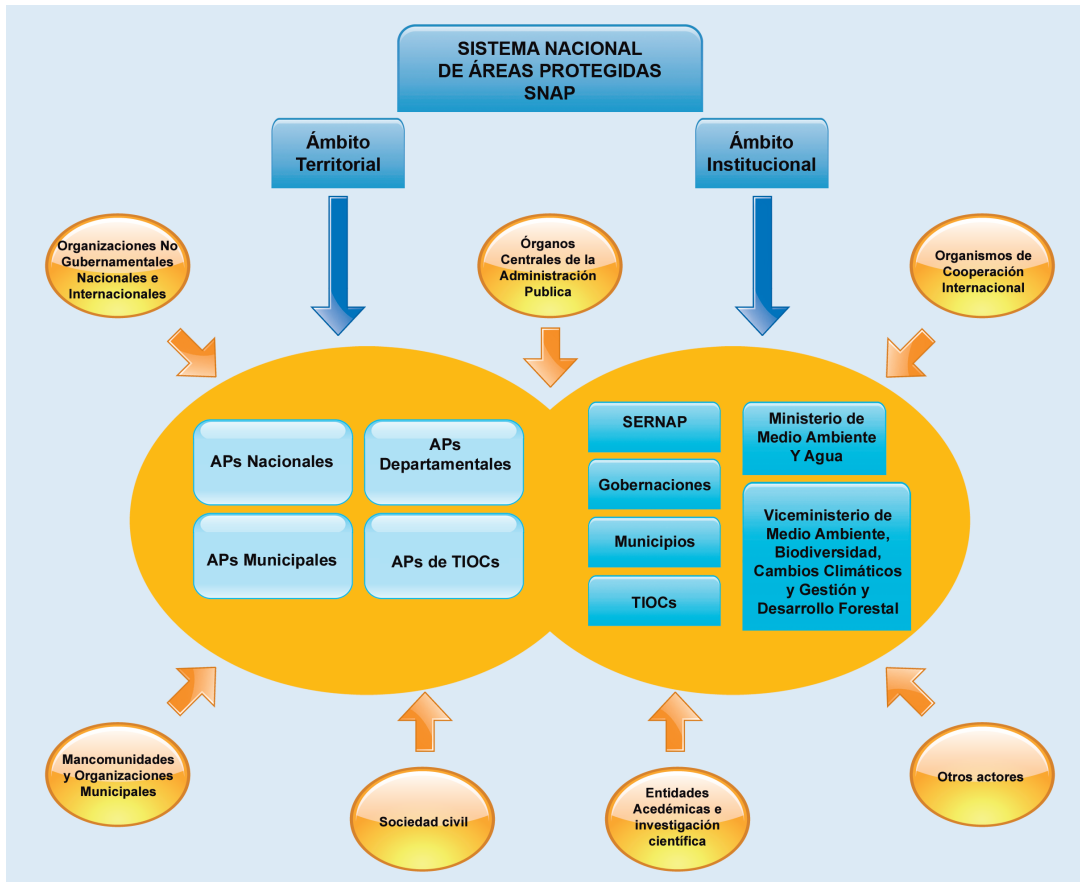 SISTEMA NACIONAL
DE ÁREAS PROTEGIDAS
SNAP
Ámbito
Territorial
Ámbito
Institucional
Organizaciones No
Gubernamentales
Nacionales e
Internacionales
Órganos
Centrales de la
Administración
Publica
Organismos de
Cooperación
Internacional
APs Nacionales
APs
Departamentales
APs Municipales
APs de TIOCs
SERNAP
Gobernaciones
Municipios
TIOCs
Ministerio de
Medio Ambiente
Y Agua
Viceministerio de
Medio Ambiente,
Biodiversidad,
Cambios Climáticos
y Gestión y
Desarrollo Forestal
Mancomunidades
y Organizaciones
Municipales
Sociedad civil
Entidades
Acedémicas e
investigación
científica
Otros actores